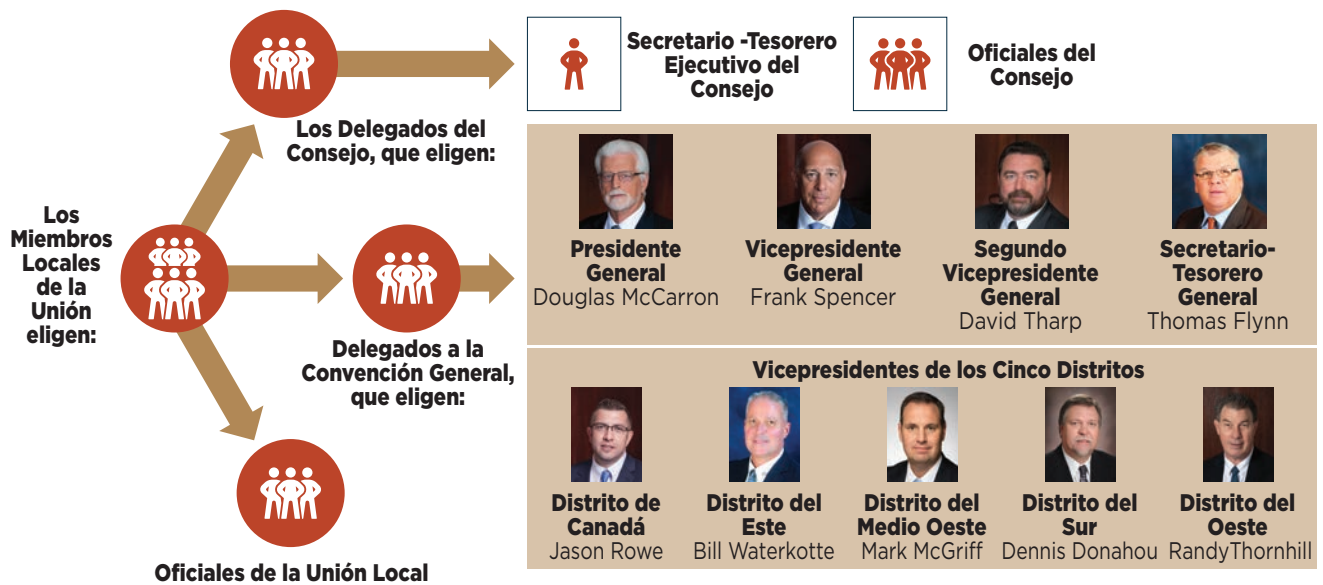 Los
Miembros
Locales
de la
Unión
eligen:
Los Delegados del
Consejo, que eligen:
Secretario -Tesorero
Ejecutivo del
Consejo
Oficiales del
Consejo
Delegados a la
Convención General,
que eligen:
Presidente
General
Douglas McCarron
Vicepresidente
General
Frank Spencer
Segundo
Vicepresidente
General
David Tharp
Secretario-
Tesorero
General
Thomas Flynn
Vicepresidentes de los Cinco Distritos
Distrito de
Canadá
Jason Rowe
Distrito del
Este
Bill Waterkotte
Distrito del
Medio Oeste
Mark McGriff
Distrito del
Sur
Dennis Donahou
Distrito del
Oeste
RandyThornhill
Oficiales de la Unión Local